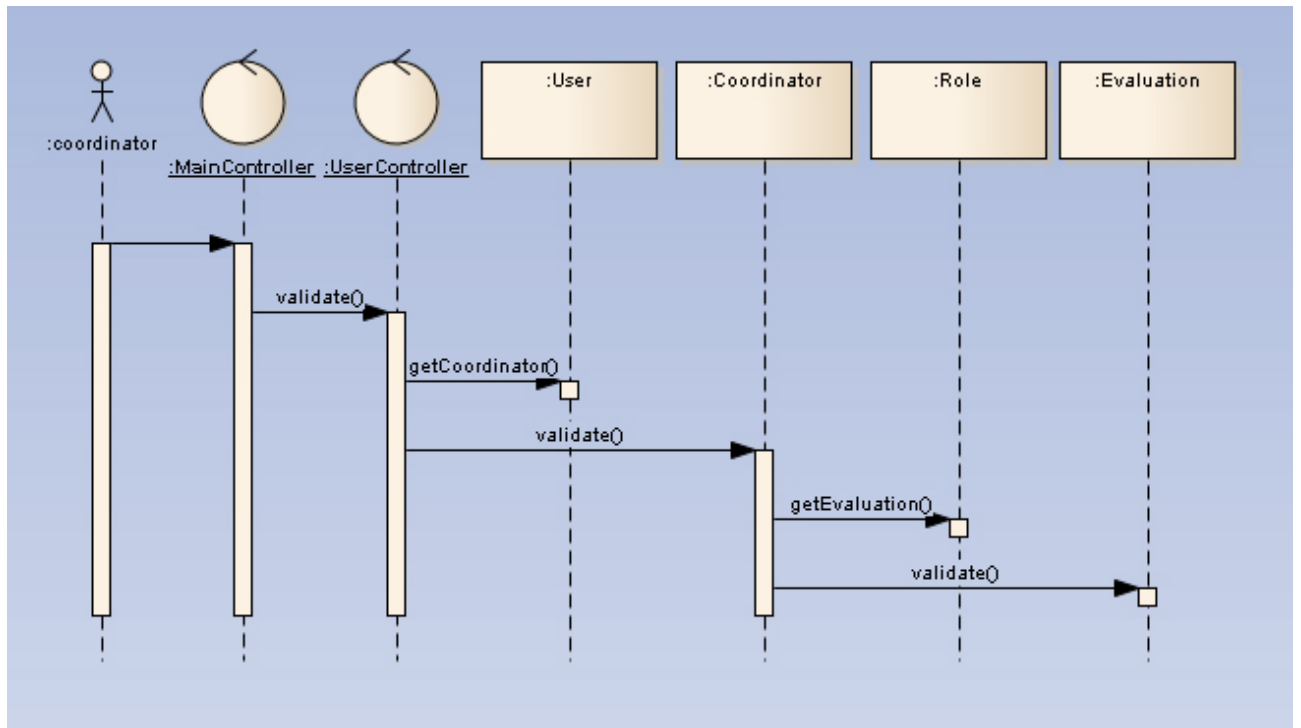 :User
:Coordinator
:Role
:Evaluation
:coordinator
:MainController
:UserController
validate()
getCoordinator()
validate()
getEvaluation()
validate()